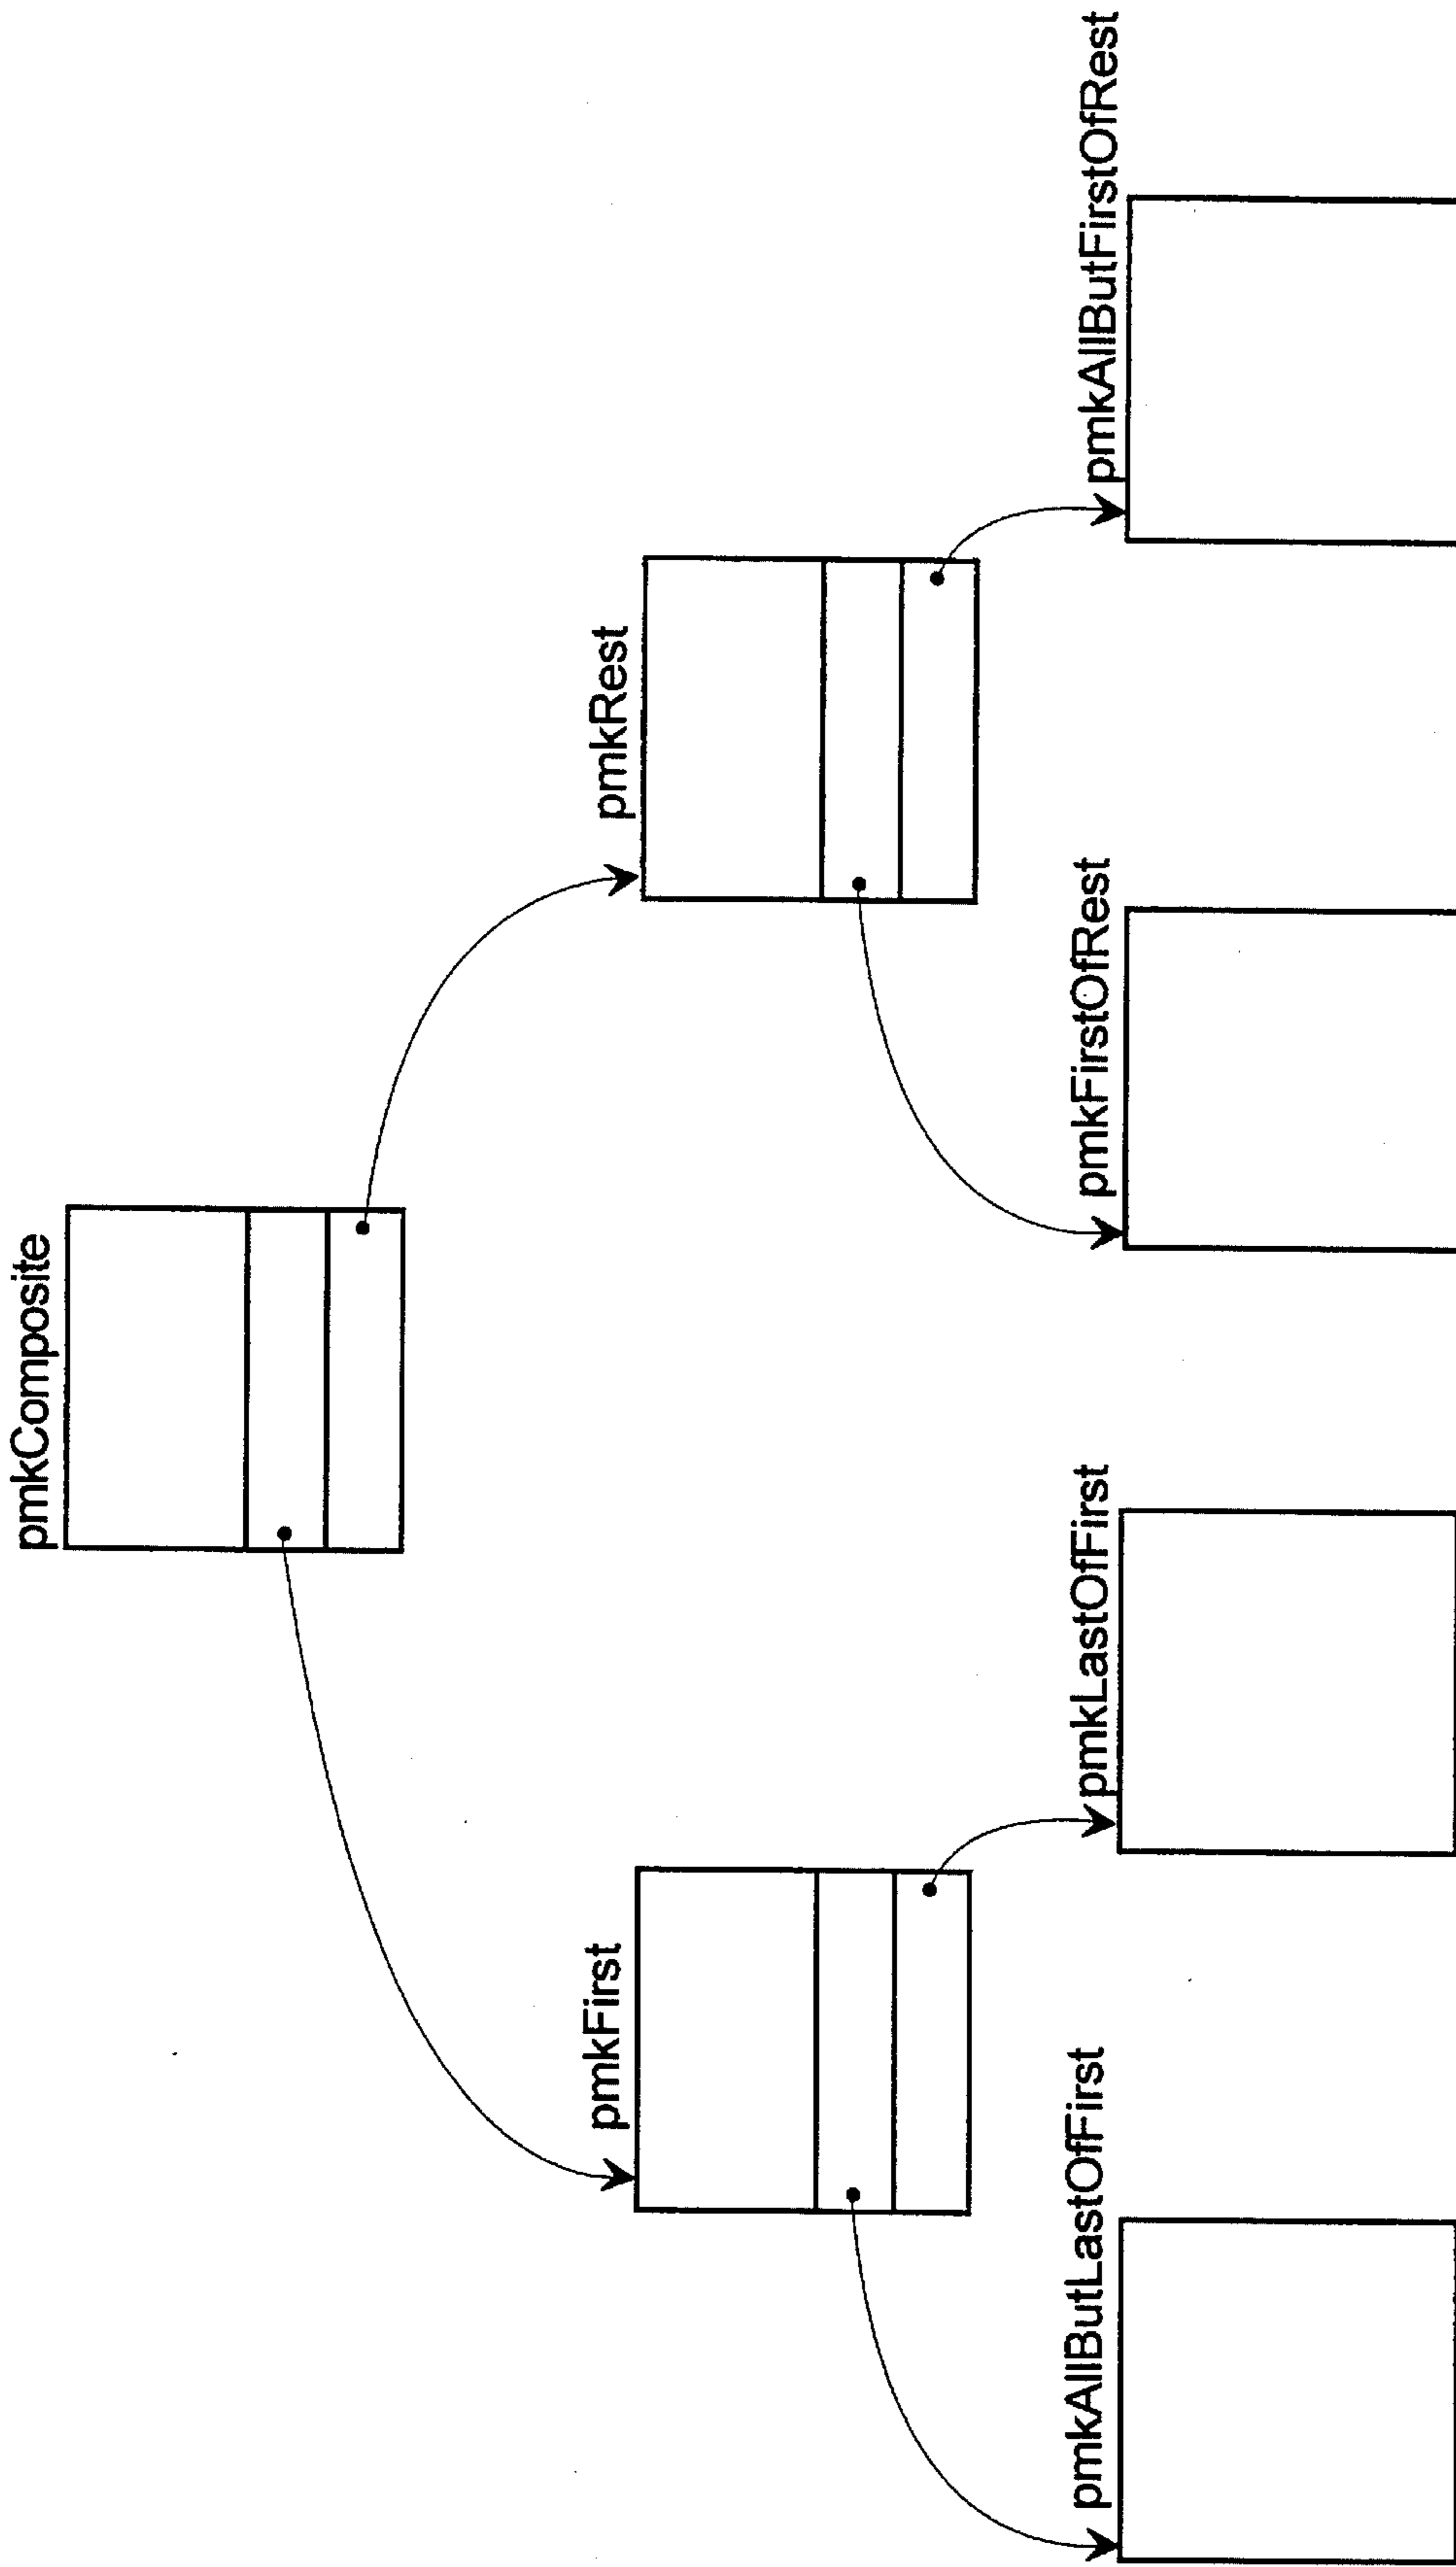 pmkComposite
pmkFirst
pmkRest
pmkAllButLastOfFirst
pmkLastOfFirst
pmkFirstOfRest
pmkAllButFirstOfRest